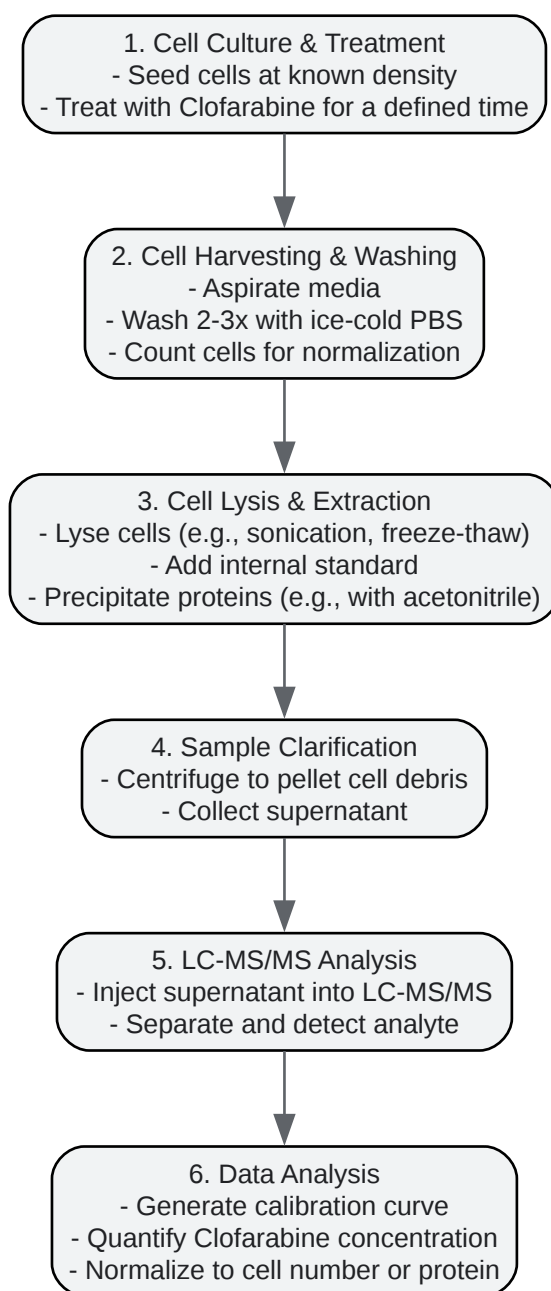 1. Cell Culture & Treatment
- Seed cells at known density
- Treat with Clofarabine for a defined time
2. Cell Harvesting & Washing
- Aspirate media
- Wash 2-3x with ice-cold PBS
- Count cells for normalization
3. Cell Lysis & Extraction
- Lyse cells (e.g., sonication, freeze-thaw)
- Add internal standard
- Precipitate proteins (e.g., with acetonitrile)
4. Sample Clarification
- Centrifuge to pellet cell debris
- Collect supernatant
5. LC-MS/MS Analysis
- Inject supernatant into LC-MS/MS
- Separate and detect analyte
6. Data Analysis
- Generate calibration curve
- Quantify Clofarabine concentration
- Normalize to cell number or protein